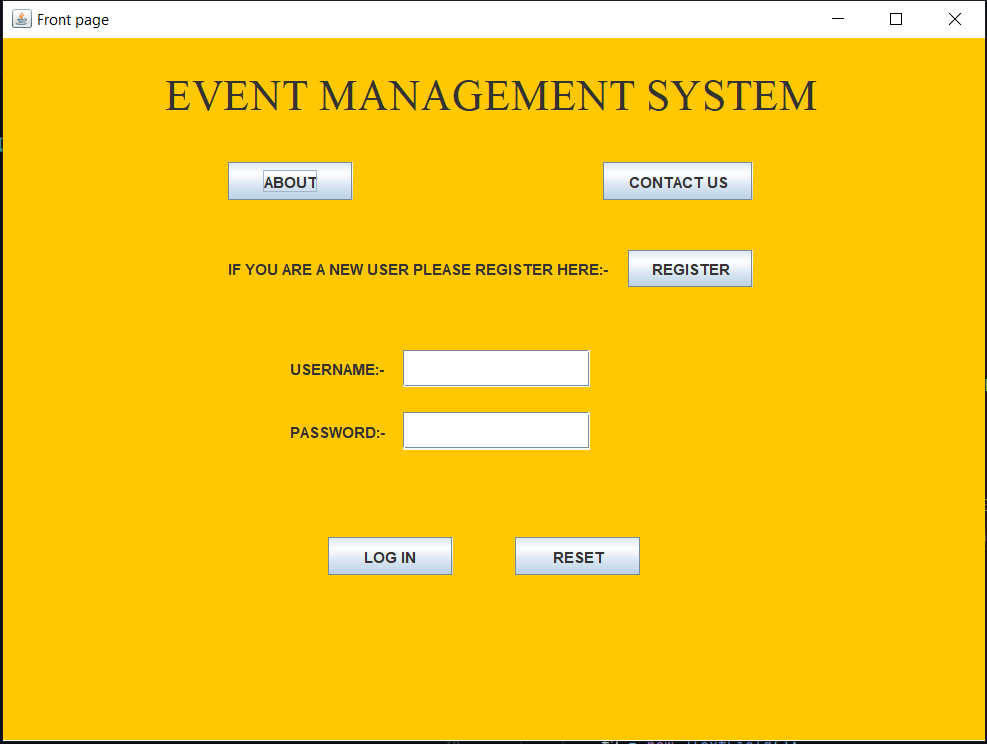 Front page
EVENT MANAGEMENT SYSTEM
ABOUT CONTACT US
IF YOU ARE A NEW USER PLEASE REGISTER HERE:- REGISTER
USERNAME:-
PASSWORD:-
LOG IN RESET